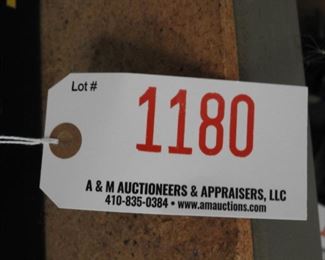 Lot #
1180
A & M AUCTIONEERS & APPRAISERS, LLC
410-835-0384 • www.amauctions.com